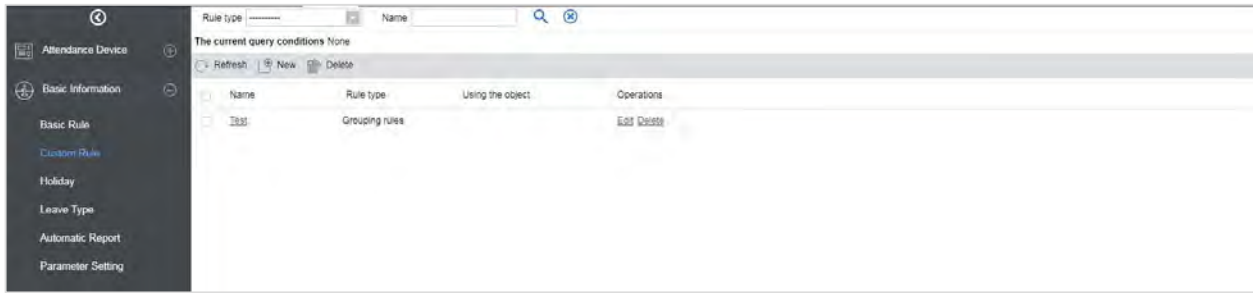 Rule type ---------- Name
The current query conditions None
Refresh New Delete
Attendance Device
Basic Information
Basic Rule
Custom Rule
Holiday
Leave Type
Automatic Report
Parameter Setting
Name Rule type Using the object Operations
Test Grouping rules Edit Delete